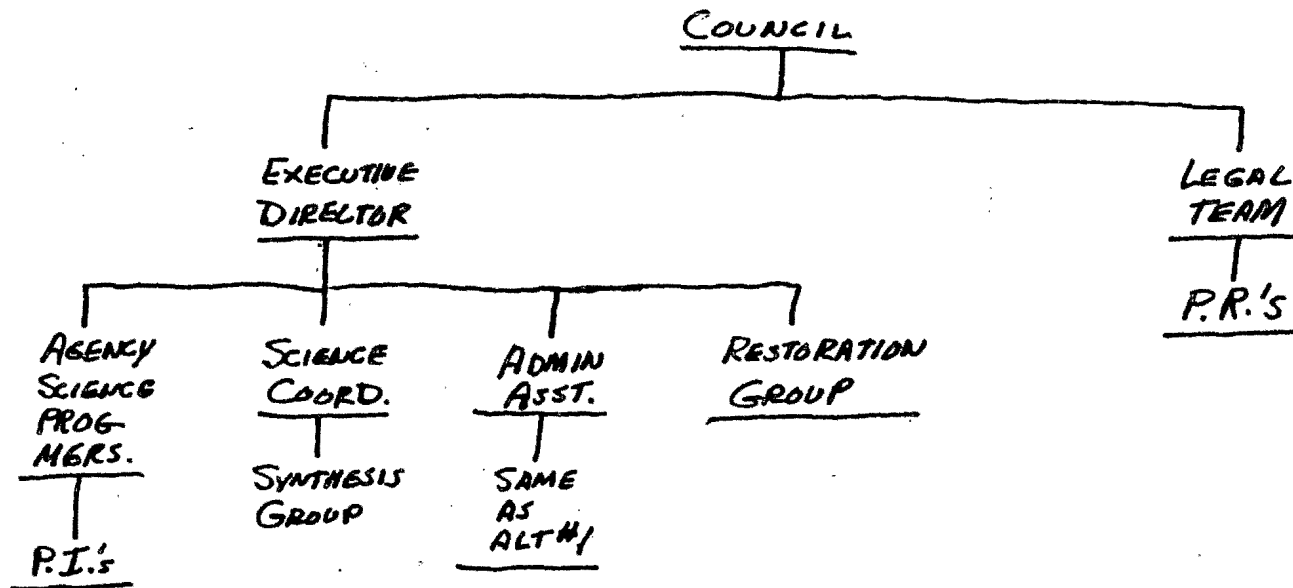 COUNCIL
EXECUTIVE
DIRECTOR
LEGAL
TEAM
P.R.'s
AGENCY
SCIENCE
PROG
MGRS.
P.I.'s
SCIENCE
COORD.
SYNTHESIS
GROUP
ADMIN
ASST.
SAME
AS
ALT #1
RESTORATION
GROUP